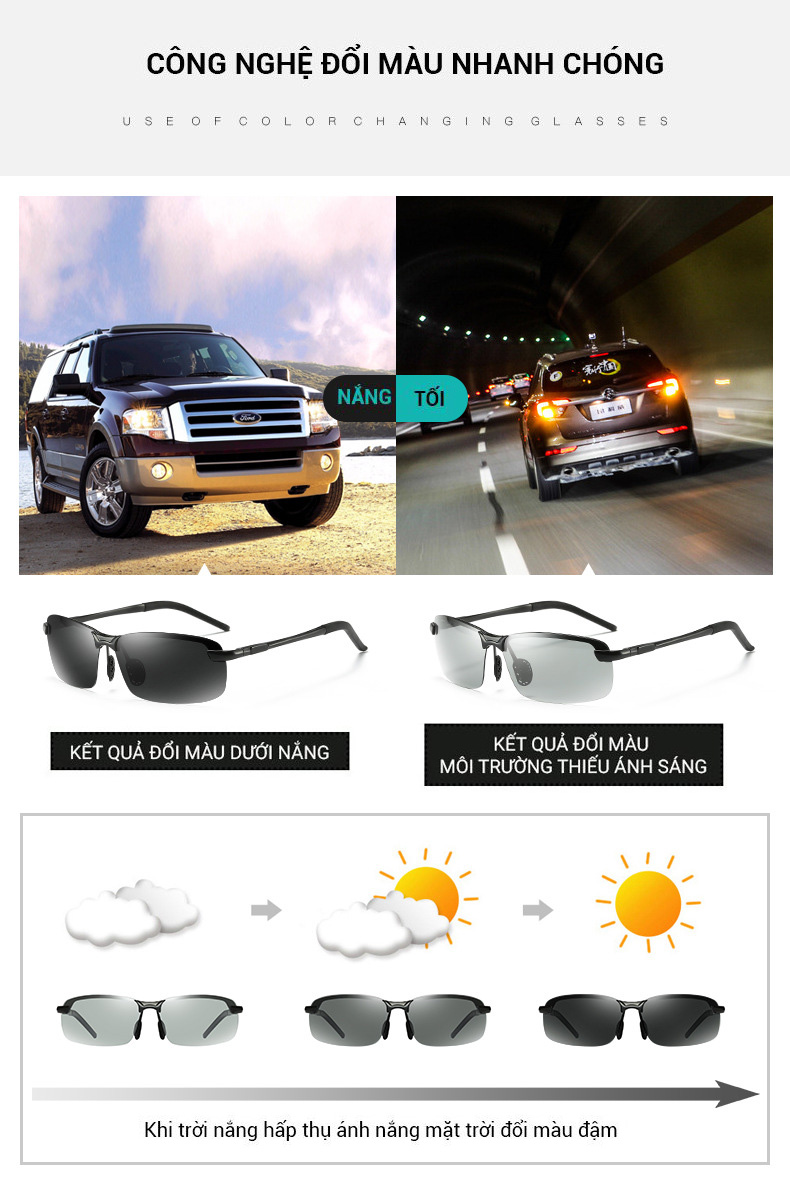 CÔNG NGHỆ ĐỔI MÀU NHANH CHÓNG
USE OF COLOR CHANGING GLASSES
NẮNG
TỐI
Ford
KẾT QUẢ ĐỔI MÀU DƯỚI NẮNG
KẾT QUẢ ĐỔI MÀU
MÔI TRƯỜNG THIẾU ÁNH SÁNG
Khi trời nắng hấp thụ ánh nắng mặt trời đổi màu đậm